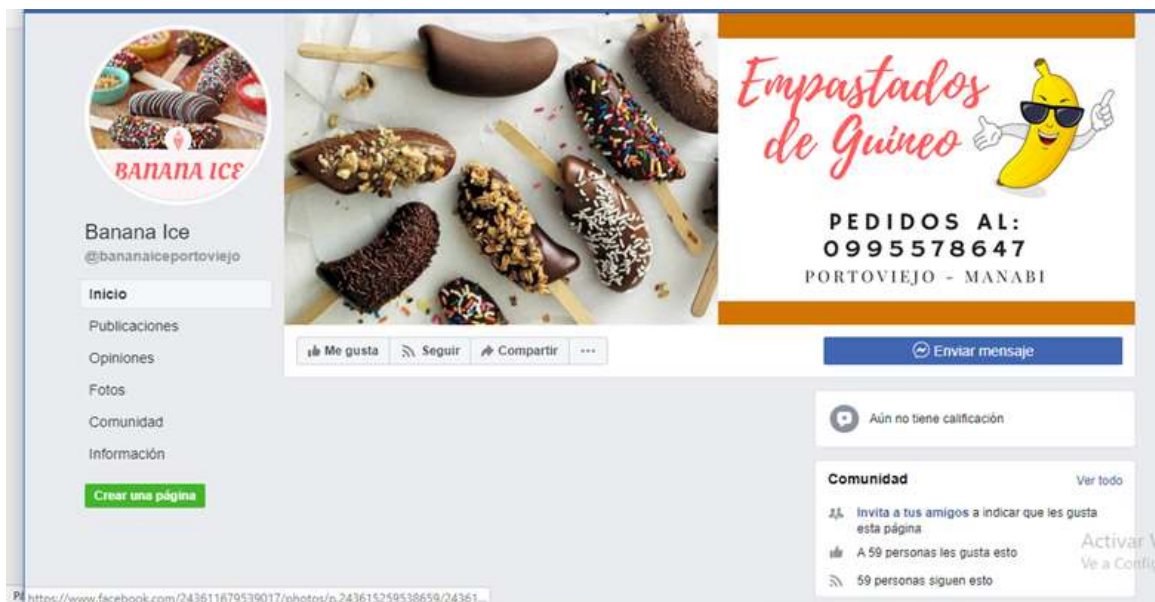 BANANA ICE
Banana Ice
@bananaiceportoviejo
Inicio
Publicaciones
Opiniones
Fotos
Comunidad
Información
Crear una página
Empastados
de Guineo
PEDIDOS AL:
0995578647
PORTOVIEJO - MANABI
Me gusta
Seguir
Compartir
Enviar mensaje
Aún no tiene calificación
Comunidad
Ver todo
Invita a tus amigos a indicar que les gusta
esta página
A 59 personas les gusta esto
59 personas siguen esto
Activar
Ve a Config
https://www.facebook.com/243611679539017/photos/p.243615259538659/24361...